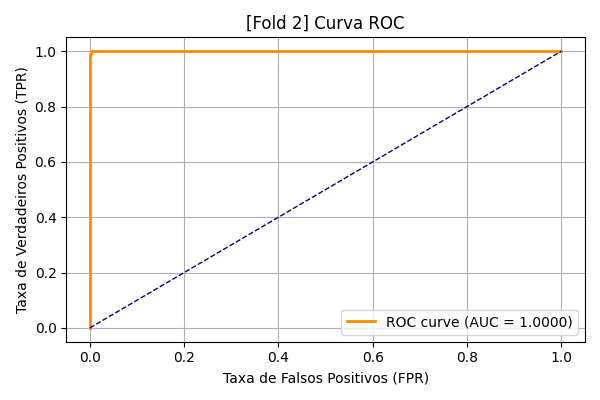 [Fold 2] Curva ROC
Taxa de Verdadeiros Positivos (TPR)
1.0
0.8
0.6
0.4
0.2
0.0
ROC curve (AUC = 1.0000)
0.0 0.2 0.4 0.6 0.8 1.0
Taxa de Falsos Positivos (FPR)